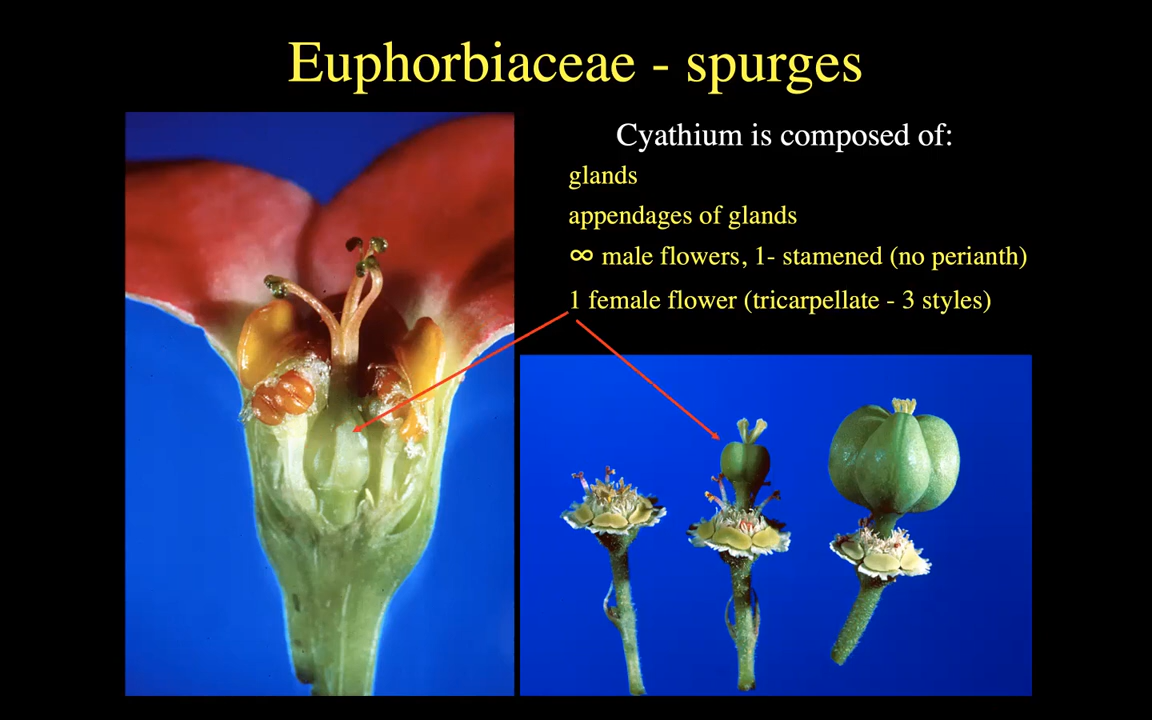 Euphorbiaceae - spurges
Cyathium is composed of:
glands
appendages of glands
∞ male flowers, 1- stamened (no perianth)
1 female flower (tricarpellate - 3 styles)